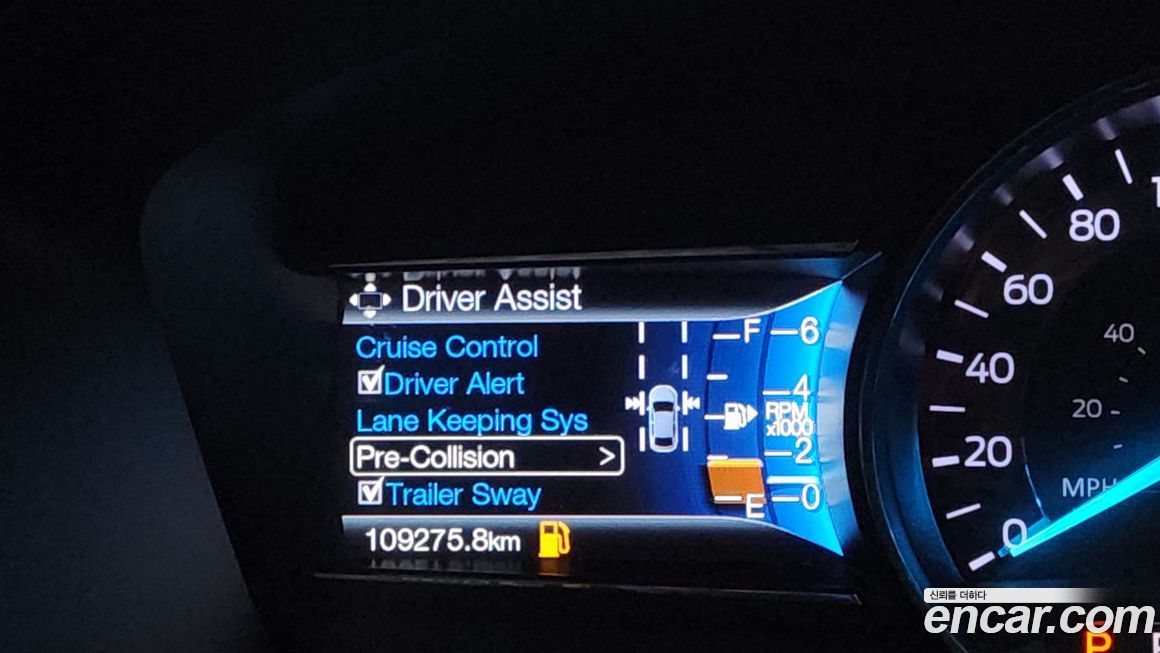 Driver Assist
Cruise Control
Driver Alert
Lane Keeping Sys
Pre-Collision >
Trailer Sway
109275.8km
F
E
6
4
RPM
x1000
2
0
80
60
40
20
0
40
20
MPH
신뢰를 더하다
encar.com
P